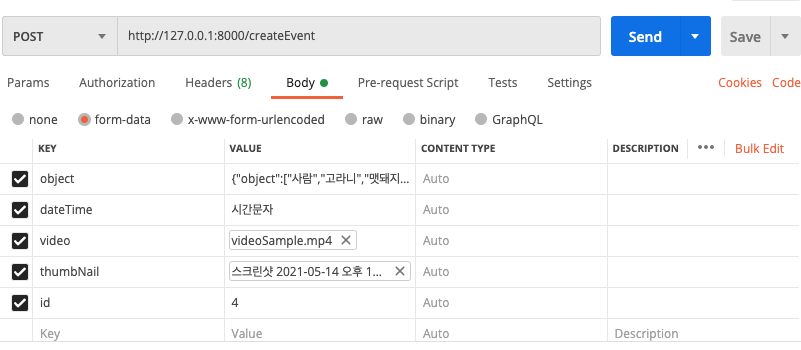 POST http://127.0.0.1:8000/createEvent Send Save
Params Authorization Headers (8) Body Pre-request Script Tests Settings Cookies Code
none form-data x-www-form-urlencoded raw binary GraphQL
KEY VALUE CONTENT TYPE DESCRIPTION ••• Bulk Edit
object {"object":["사람","고라니","맷돼지... Auto
dateTime 시간문자 Auto
video videoSample.mp4 Auto
thumbNail 스크린샷 2021-05-14 오후 1... Auto
id 4 Auto
Key Value Auto Description